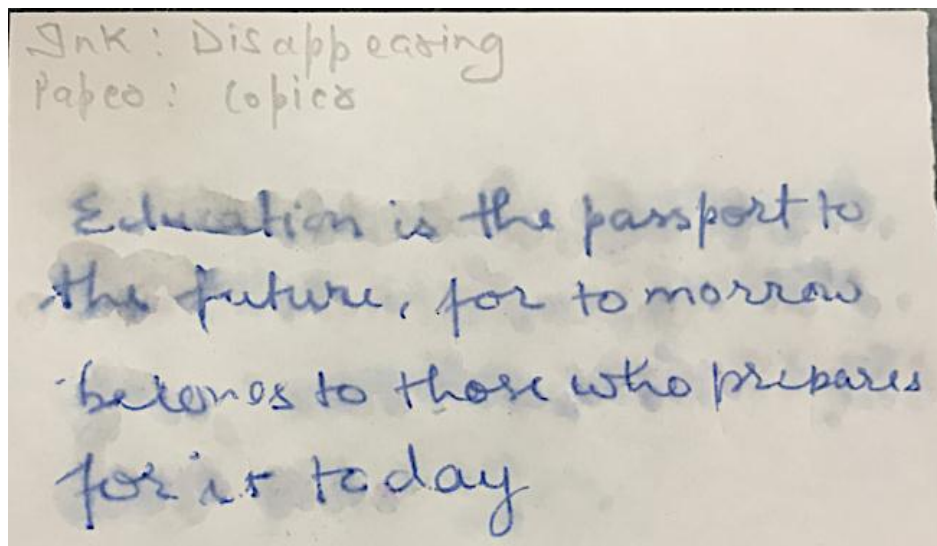 Ink: Disappearing
Paper: Copier
Education is the passport to
the future, for tomorrow
belongs to those who prepares
for it today